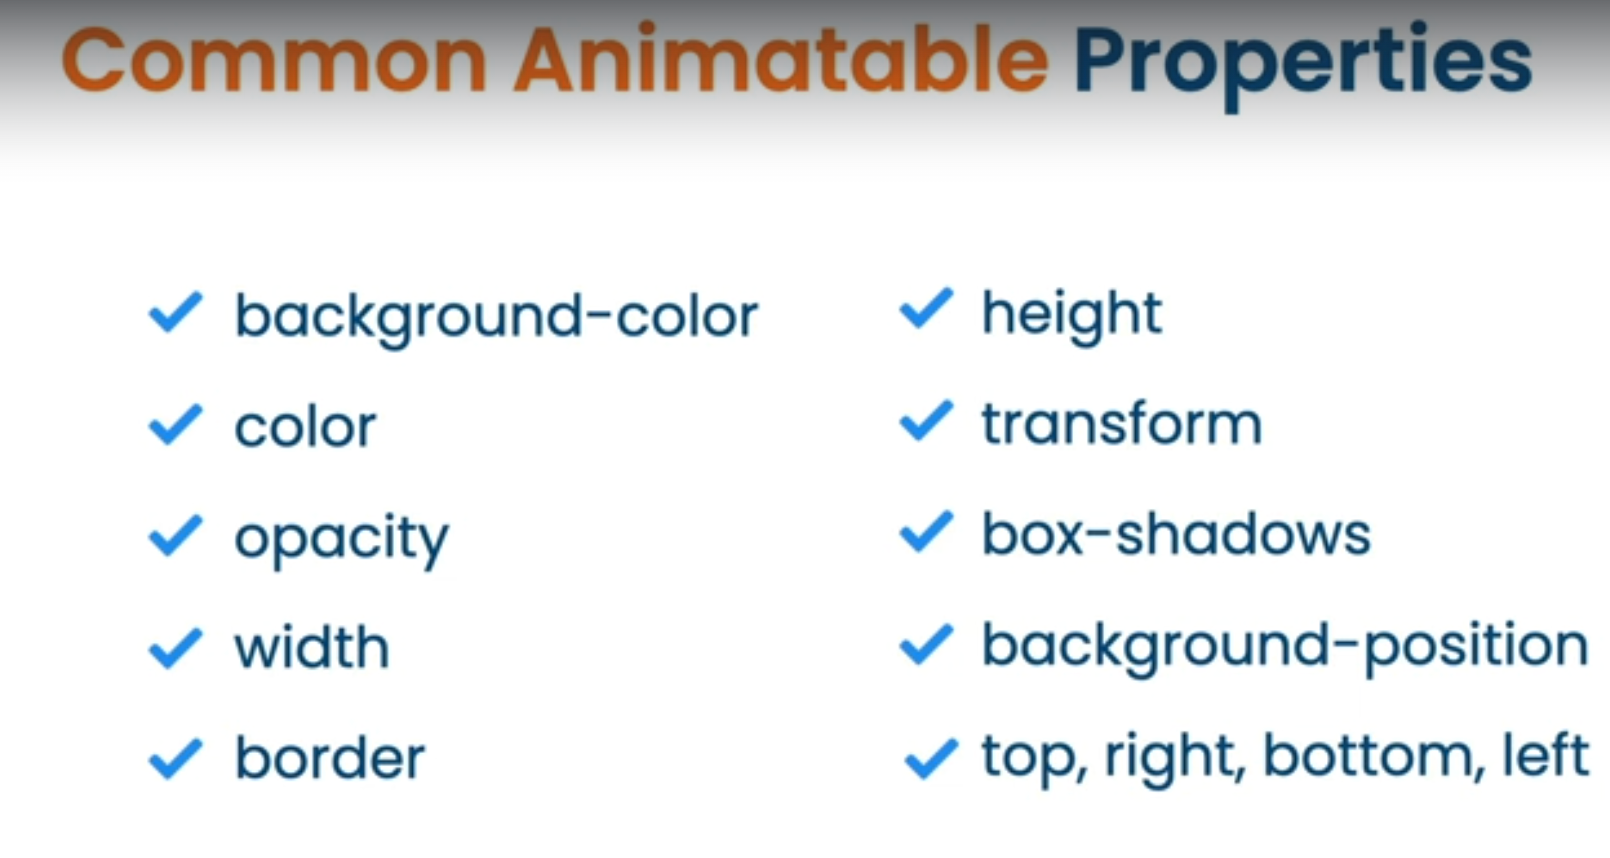 Common Animatable Properties
background-color
color
opacity
width
border
height
transform
box-shadows
background-position
top, right, bottom, left